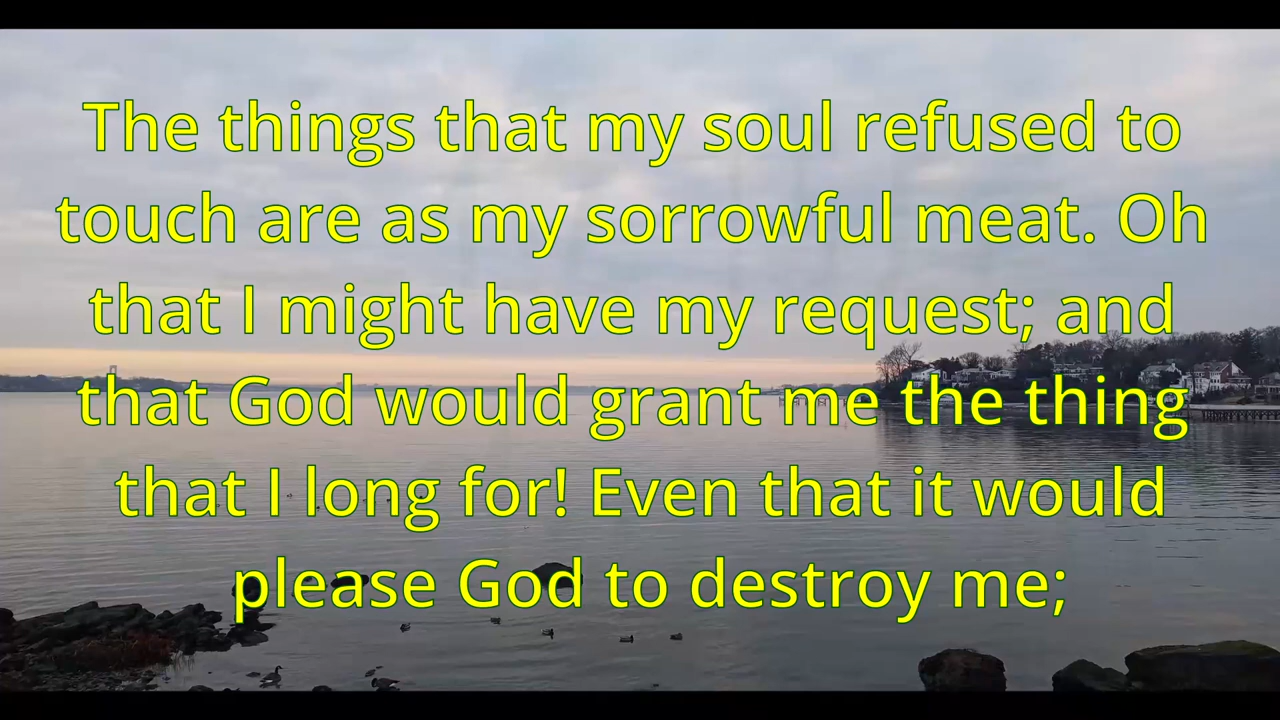 The things that my soul refused to
touch are as my sorrowful meat. Oh
that I might have my request; and
that God would grant me the thing
that I long for! Even that it would
please God to destroy me;